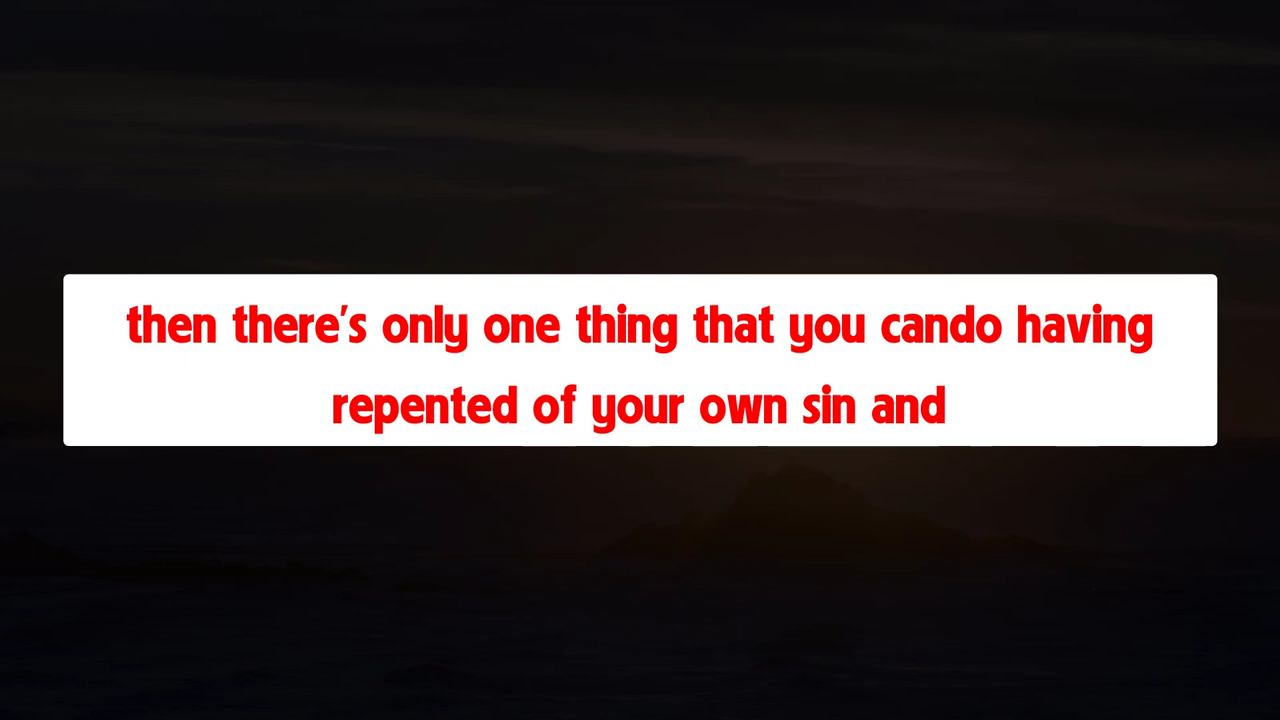 then there's only one thing that you cando having
repented of your own sin and